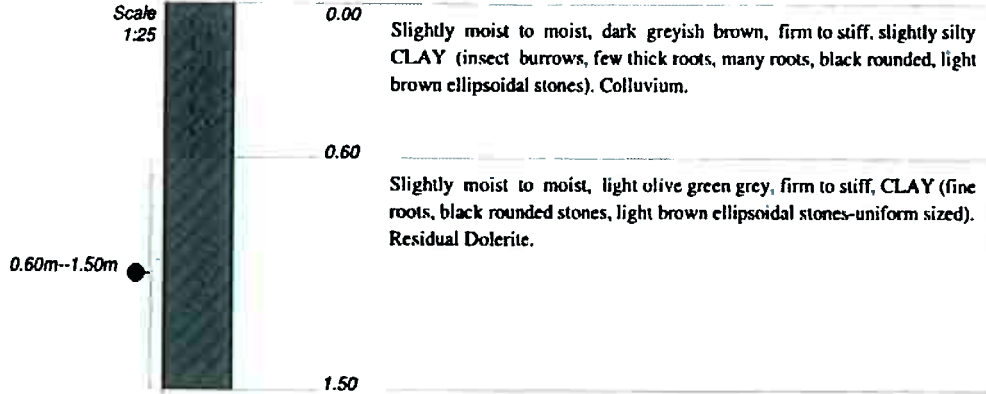 Scale
1:25
0.00
Slightly moist to moist, dark greyish brown, firm to stiff. slightly silty
CLAY (insect burrows, few thick roots, many roots, black rounded, light
brown ellipsoidal stones). Colluvium.
0.60
Slightly moist to moist, light olive green grey, firm to stiff, CLAY (fine
roots, black rounded stones, light brown ellipsoidal stones-uniform sized).
Residual Dolerite.
0.60m--1.50m
1.50